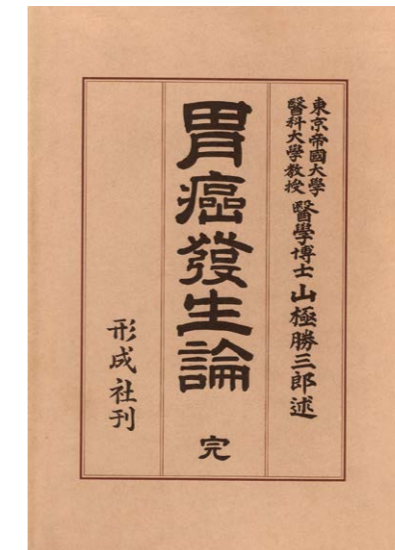 東京帝國大學
醫科大學教授
醫學博士山極勝三郎述
胃癌發生論
完
形成社刊